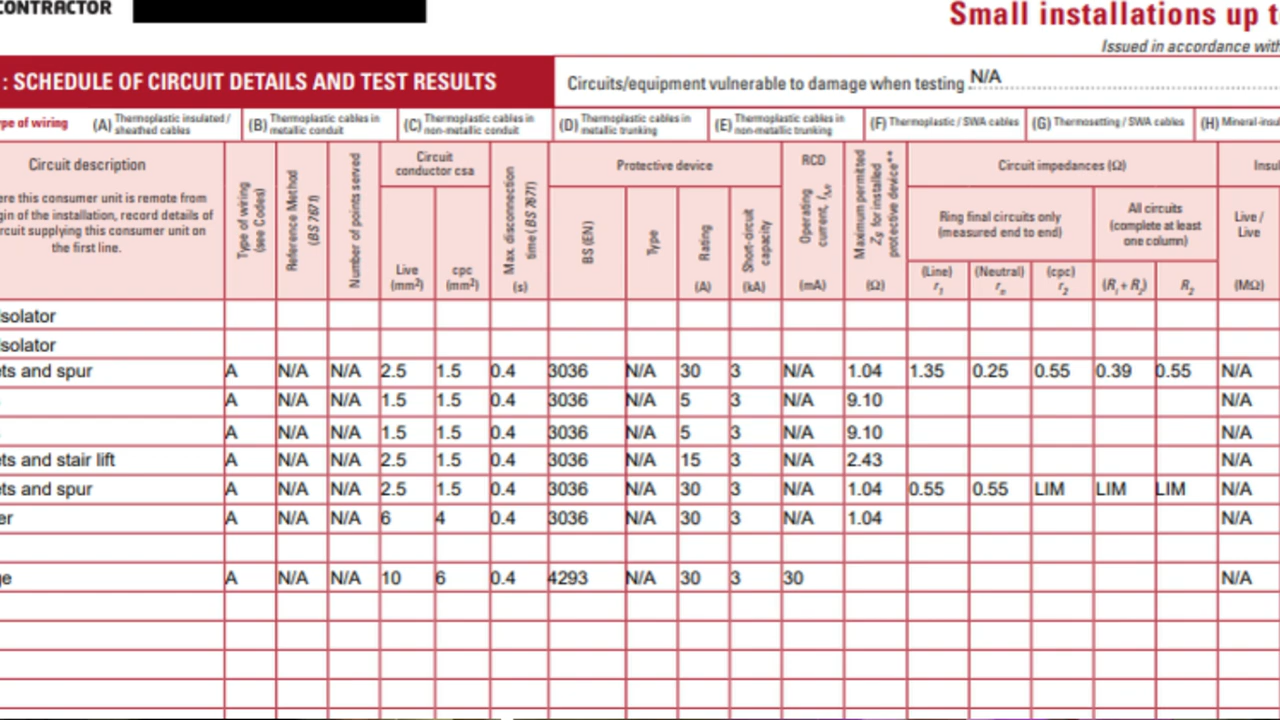 CONTRACTOR
Small installations up t
Issued in accordance with
: SCHEDULE OF CIRCUIT DETAILS AND TEST RESULTS
Circuits/equipment vulnerable to damage when testing N/A
ype of wiring (A) Thermoplastic insulated / sheathed cables (B) Thermoplastic cables in metallic conduit (C) Thermoplastic cables in non-metallic conduit (D) Thermoplastic cables in metallic trunking (E) Thermoplastic cables in non-metallic trunking (F) Thermoplastic / SWA cables (G) Thermosetting / SWA cables (H) Mineral-insu
Circuit description
ere this consumer unit is remote from
gin of the installation, record details of
rcuit supplying this consumer unit on
the first line.
Type of wiring (see Codes)
Reference Method (BS 7671)
Number of points served
Circuit conductor csa
Live (mm²)
cpc (mm²)
Max. disconnection time (BS 7671) (s)
Protective device
BS (EN)
Type
Rating (A)
Short-circuit capacity (kA)
RCD
Operating current, I∆n (mA)
Maximum permitted Zs for installed protective device** (Ω)
Circuit impedances (Ω)
Ring final circuits only (measured end to end)
(Line) r1
(Neutral) rn
(cpc) r2
All circuits (complete at least one column)
(R1 + R2)
R2
Insul
Live / Live (MΩ)
solator
solator
ets and spur A N/A N/A 2.5 1.5 0.4 3036 N/A 30 3 N/A 1.04 1.35 0.25 0.55 0.39 0.55 N/A
A N/A N/A 1.5 1.5 0.4 3036 N/A 5 3 N/A 9.10 N/A
A N/A N/A 1.5 1.5 0.4 3036 N/A 5 3 N/A 9.10 N/A
ets and stair lift A N/A N/A 2.5 1.5 0.4 3036 N/A 15 3 N/A 2.43 N/A
ets and spur A N/A N/A 2.5 1.5 0.4 3036 N/A 30 3 N/A 1.04 0.55 0.55 LIM LIM LIM N/A
er A N/A N/A 6 4 0.4 3036 N/A 30 3 N/A 1.04 N/A
ge A N/A N/A 10 6 0.4 4293 N/A 30 3 30 N/A